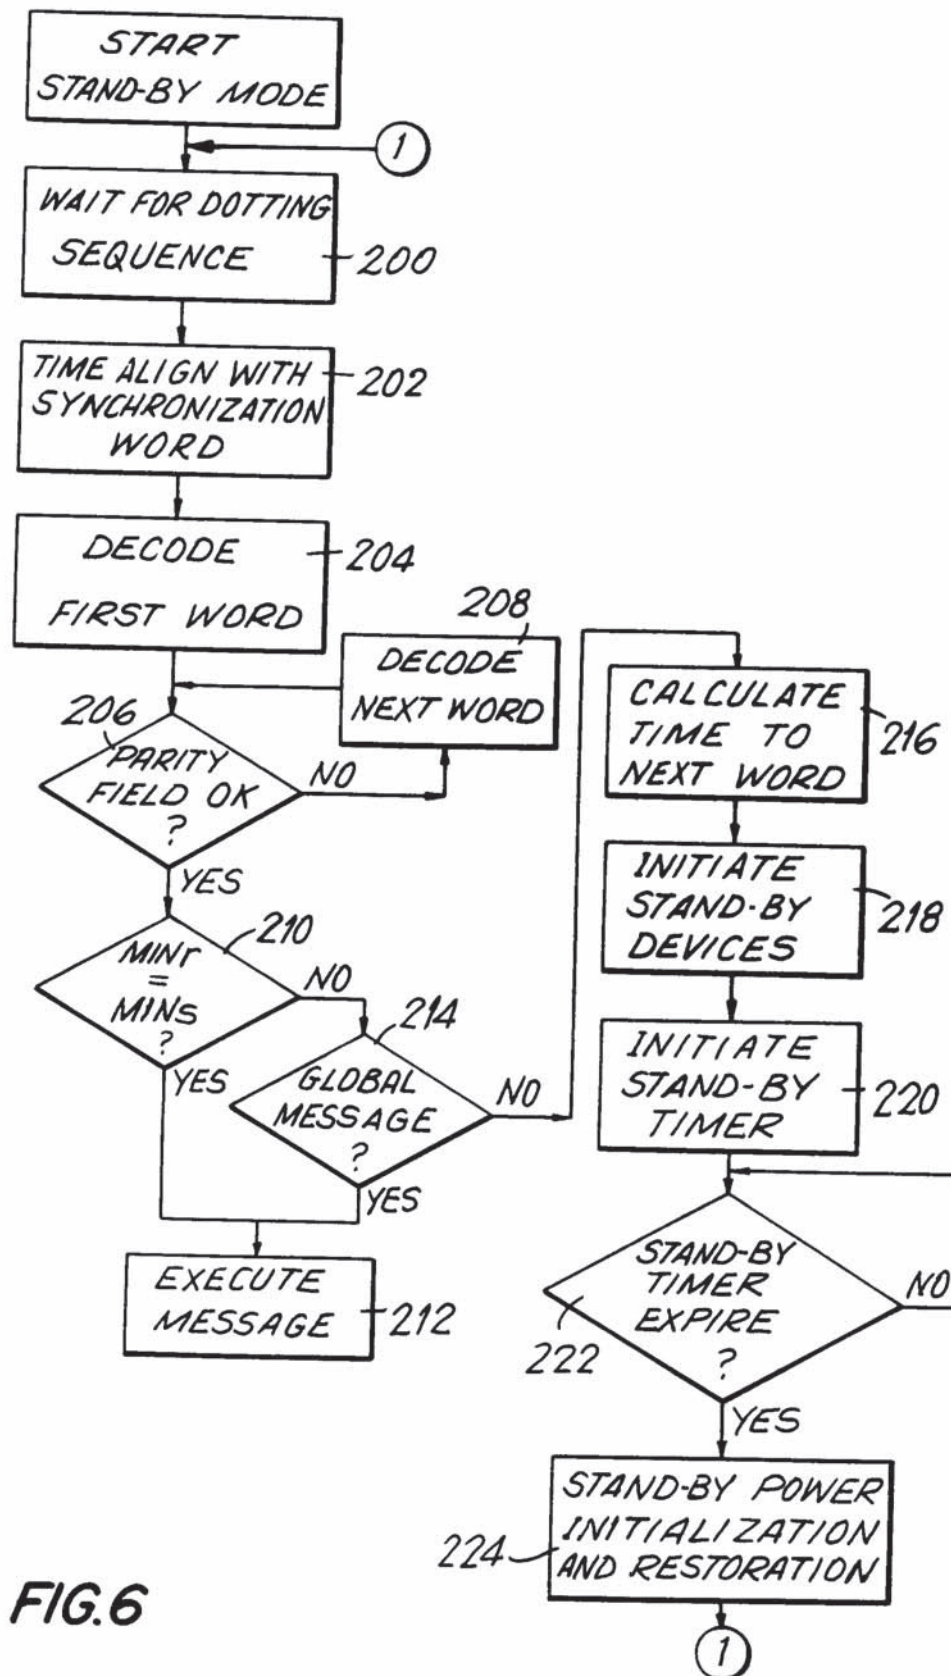 START
STAND-BY MODE
1
WAIT FOR DOTTING
SEQUENCE
200
TIME ALIGN WITH
SYNCHRONIZATION
WORD
202
DECODE
FIRST WORD
204
208
DECODE
NEXT WORD
206
PARITY
FIELD OK
?
NO
YES
210
MINr
=
MINs
?
NO
YES
214
GLOBAL
MESSAGE
?
NO
YES
EXECUTE
MESSAGE
212
CALCULATE
TIME TO
NEXT WORD
216
INITIATE
STAND-BY
DEVICES
218
INITIATE
STAND-BY
TIMER
220
STAND-BY
TIMER
EXPIRE
?
222
NO
YES
STAND-BY POWER
INITIALIZATION
AND RESTORATION
224
1
FIG.6